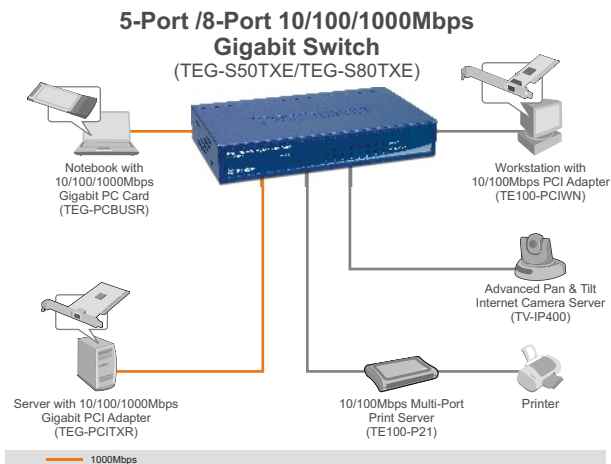 5-Port /8-Port 10/100/1000Mbps
Gigabit Switch
(TEG-S50TXE/TEG-S80TXE)
Notebook with
10/100/1000Mbps
Gigabit PC Card
(TEG-PCBUSR)
Workstation with
10/100Mbps PCI Adapter
(TE100-PCIWN)
Advanced Pan & Tilt
Internet Camera Server
(TV-IP400)
Server with 10/100/1000Mbps
Gigabit PCI Adapter
(TEG-PCITXR)
10/100Mbps Multi-Port
Print Server
(TE100-P21)
Printer
1000Mbps